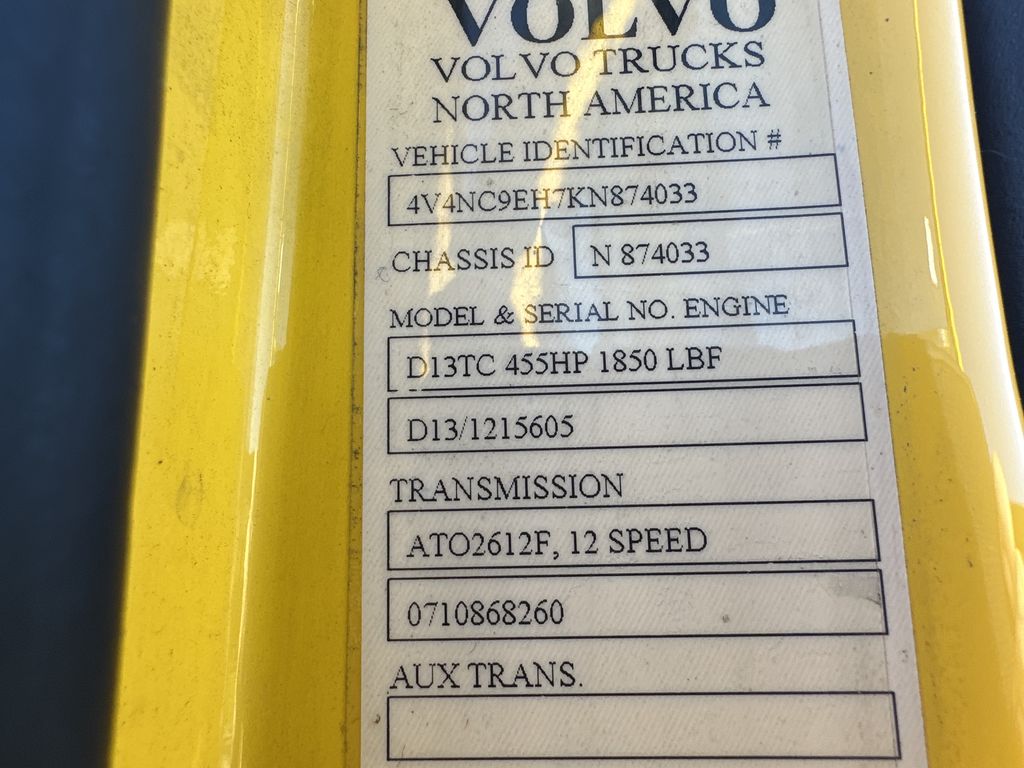 VOLVO
VOLVO TRUCKS
NORTH AMERICA
VEHICLE IDENTIFICATION #
4V4NC9EH7KN874033
CHASSIS ID N 874033
MODEL & SERIAL NO. ENGINE
D13TC 455HP 1850 LBF
D13/1215605
TRANSMISSION
ATO2612F, 12 SPEED
0710868260
AUX TRANS.